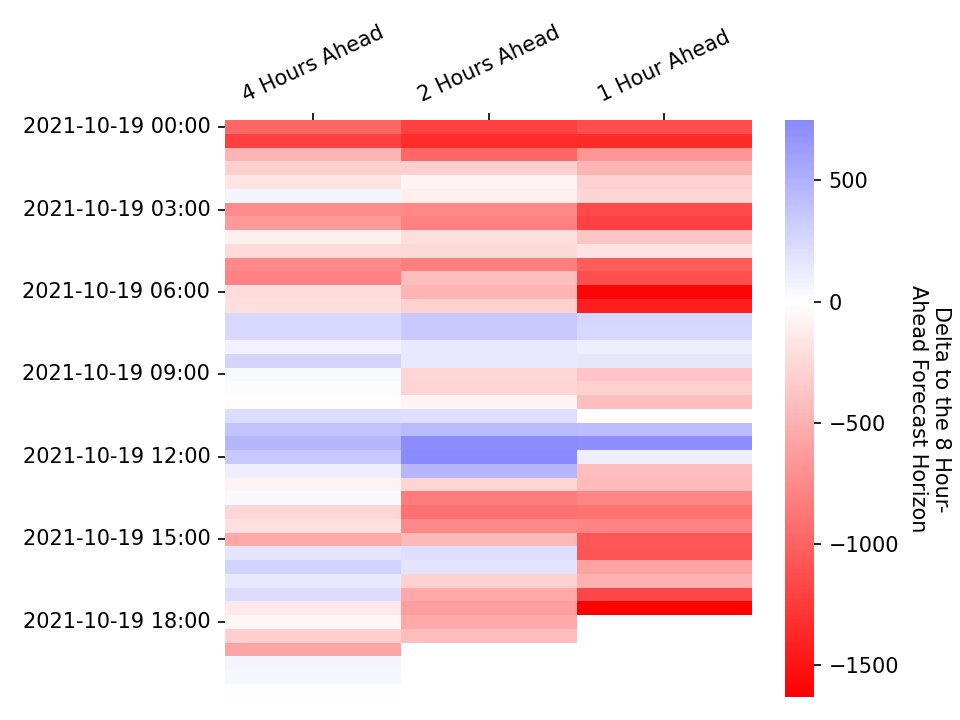 4 Hours Ahead
2 Hours Ahead
1 Hour Ahead
2021-10-19 00:00
2021-10-19 03:00
2021-10-19 06:00
2021-10-19 09:00
2021-10-19 12:00
2021-10-19 15:00
2021-10-19 18:00
500
0
−500
−1000
−1500
Delta to the 8 Hour-
Ahead Forecast Horizon